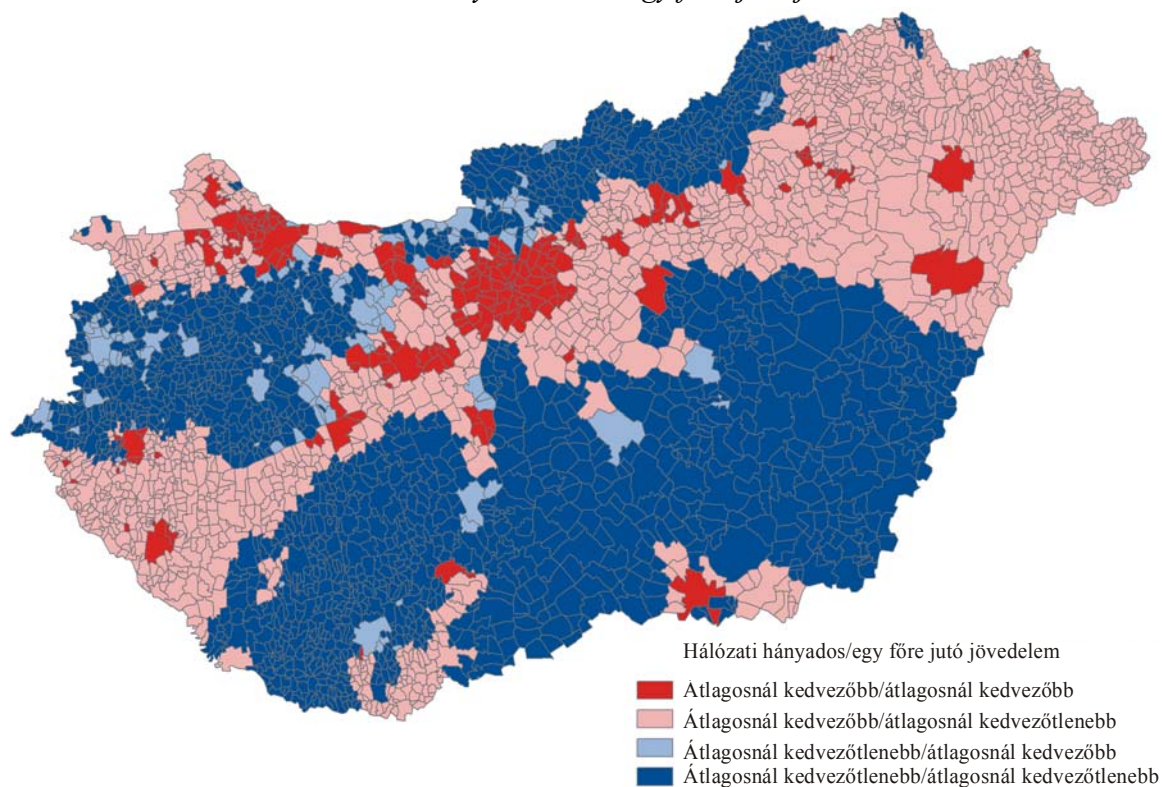 Hálózati hányados/egy főre jutó jövedelem
Átlagosnál kedvezőbb/átlagosnál kedvezőbb
Átlagosnál kedvezőbb/átlagosnál kedvezőtlenebb
Átlagosnál kedvezőtlenebb/átlagosnál kedvezőbb
Átlagosnál kedvezőtlenebb/átlagosnál kedvezőtlenebb